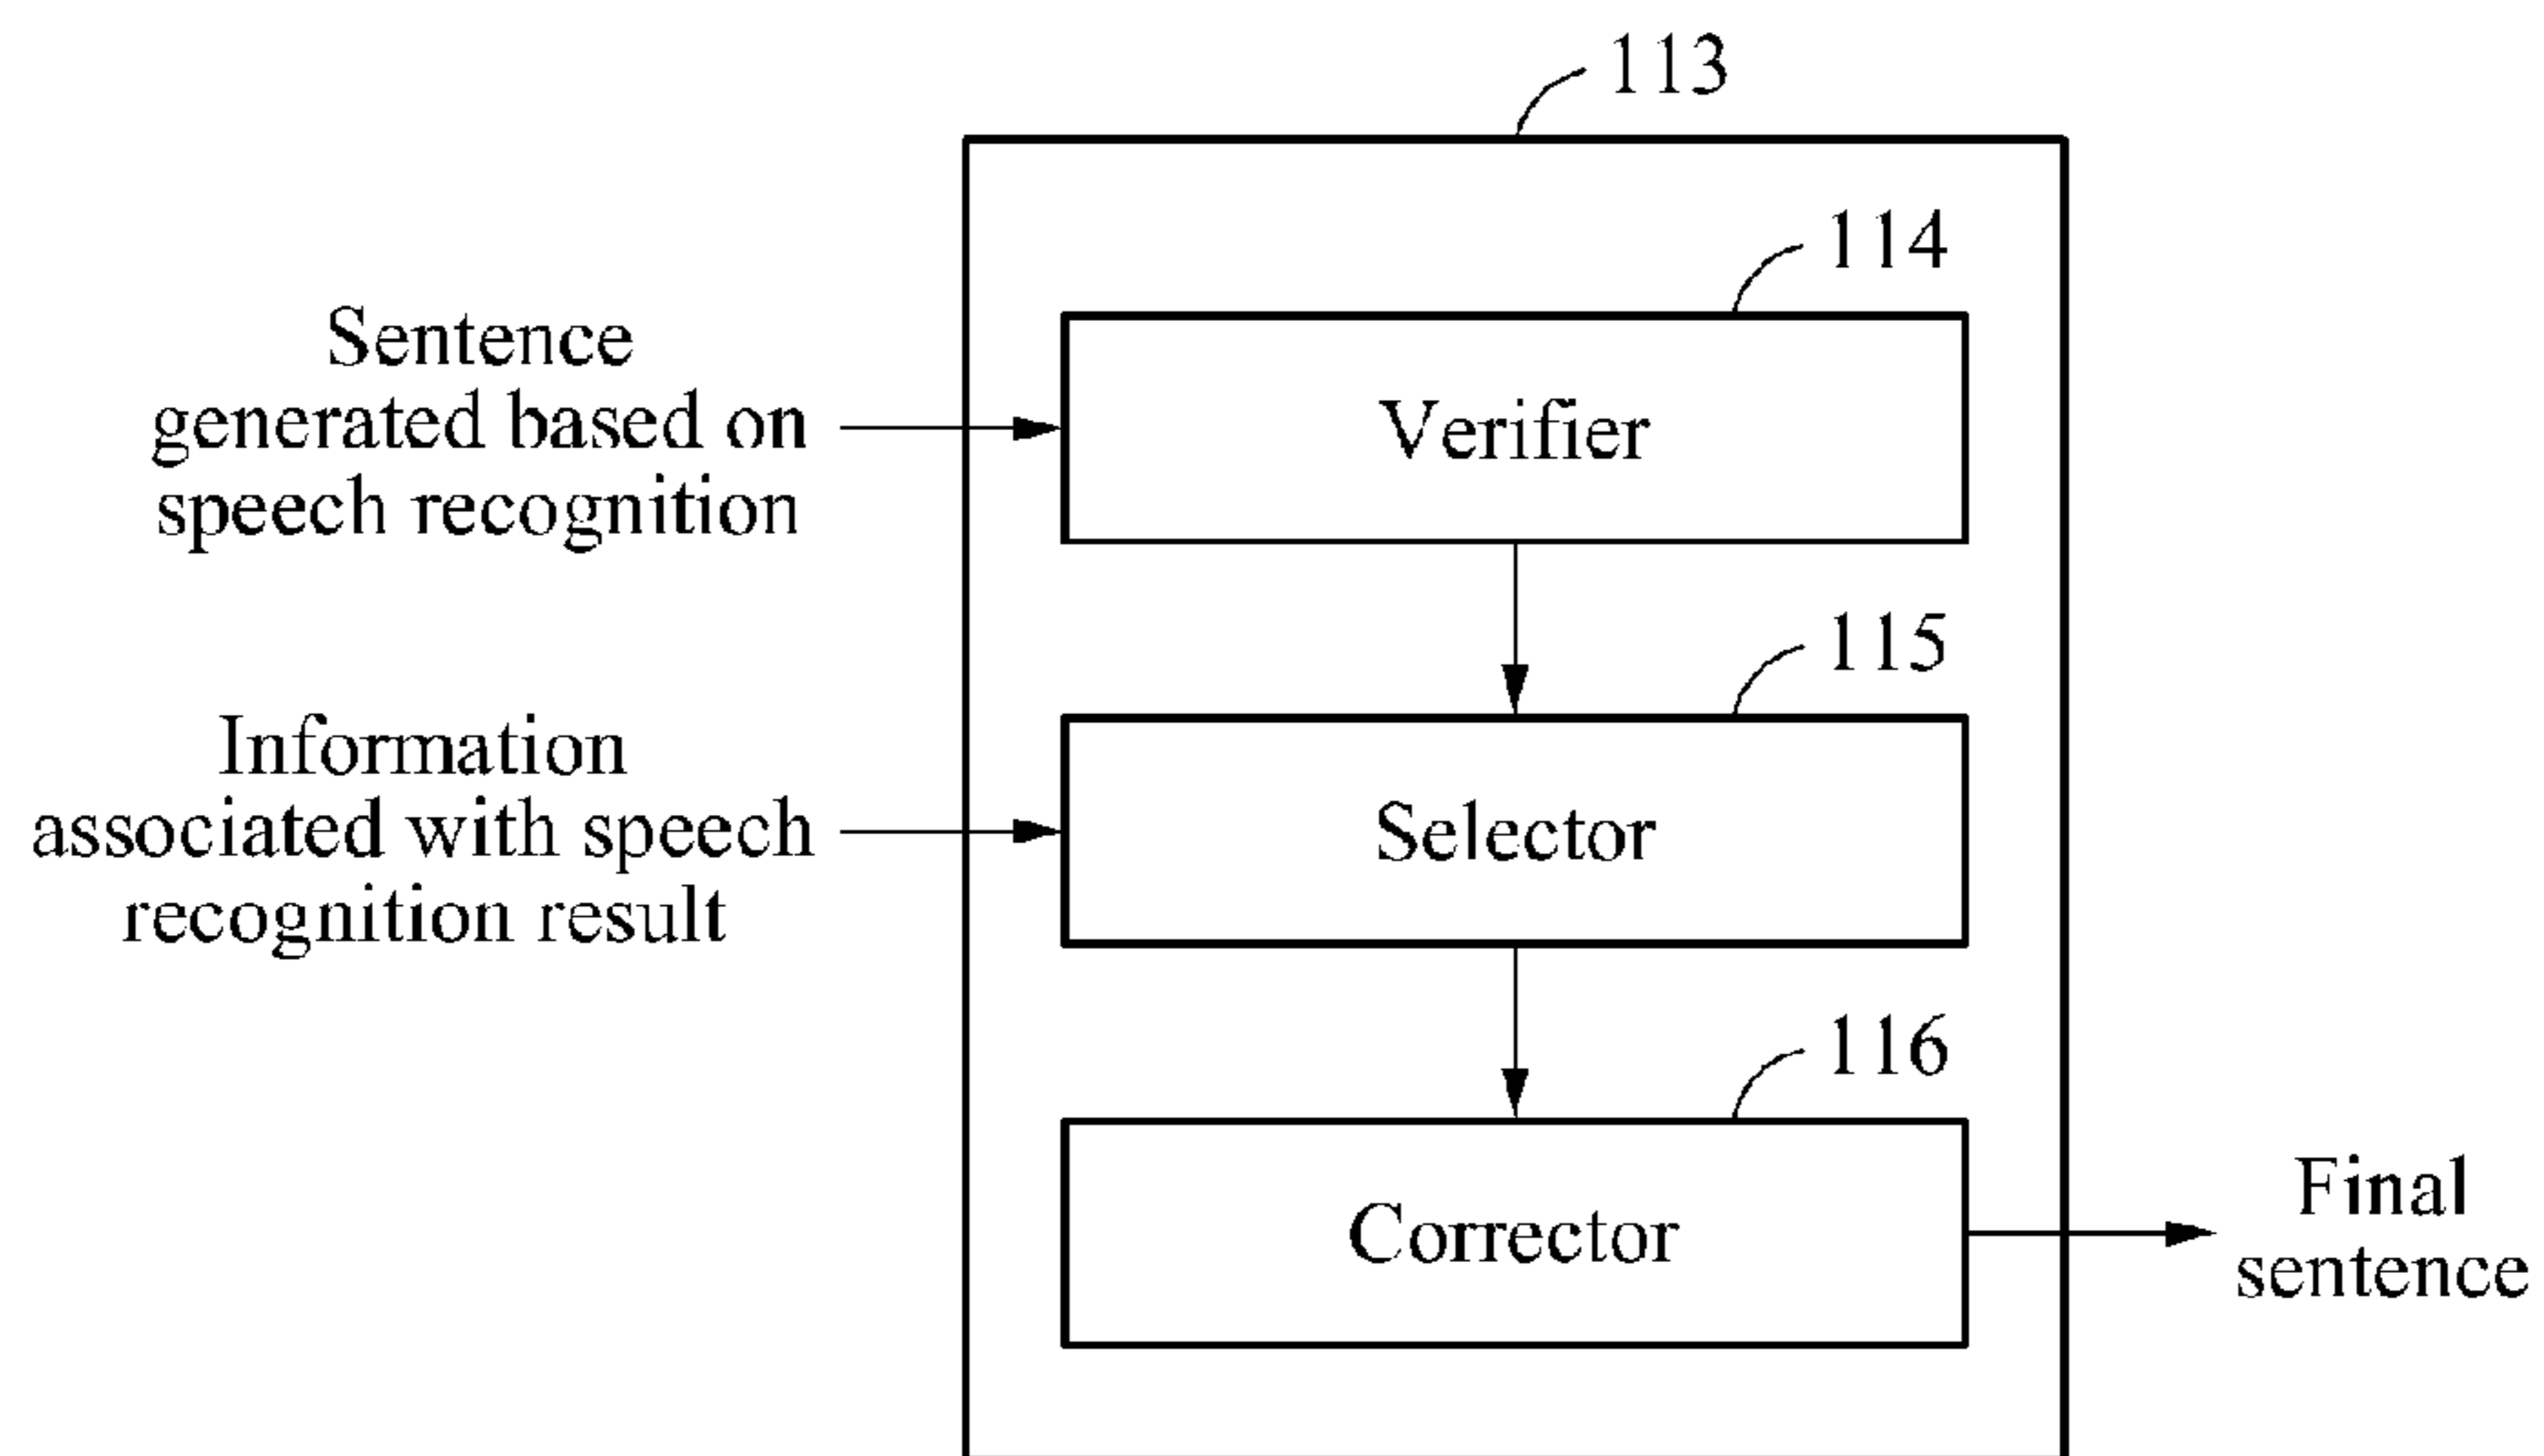 113
114
Sentence
generated based on
speech recognition
Verifier
115
Information
associated with speech
recognition result
Selector
116
Corrector
Final
sentence